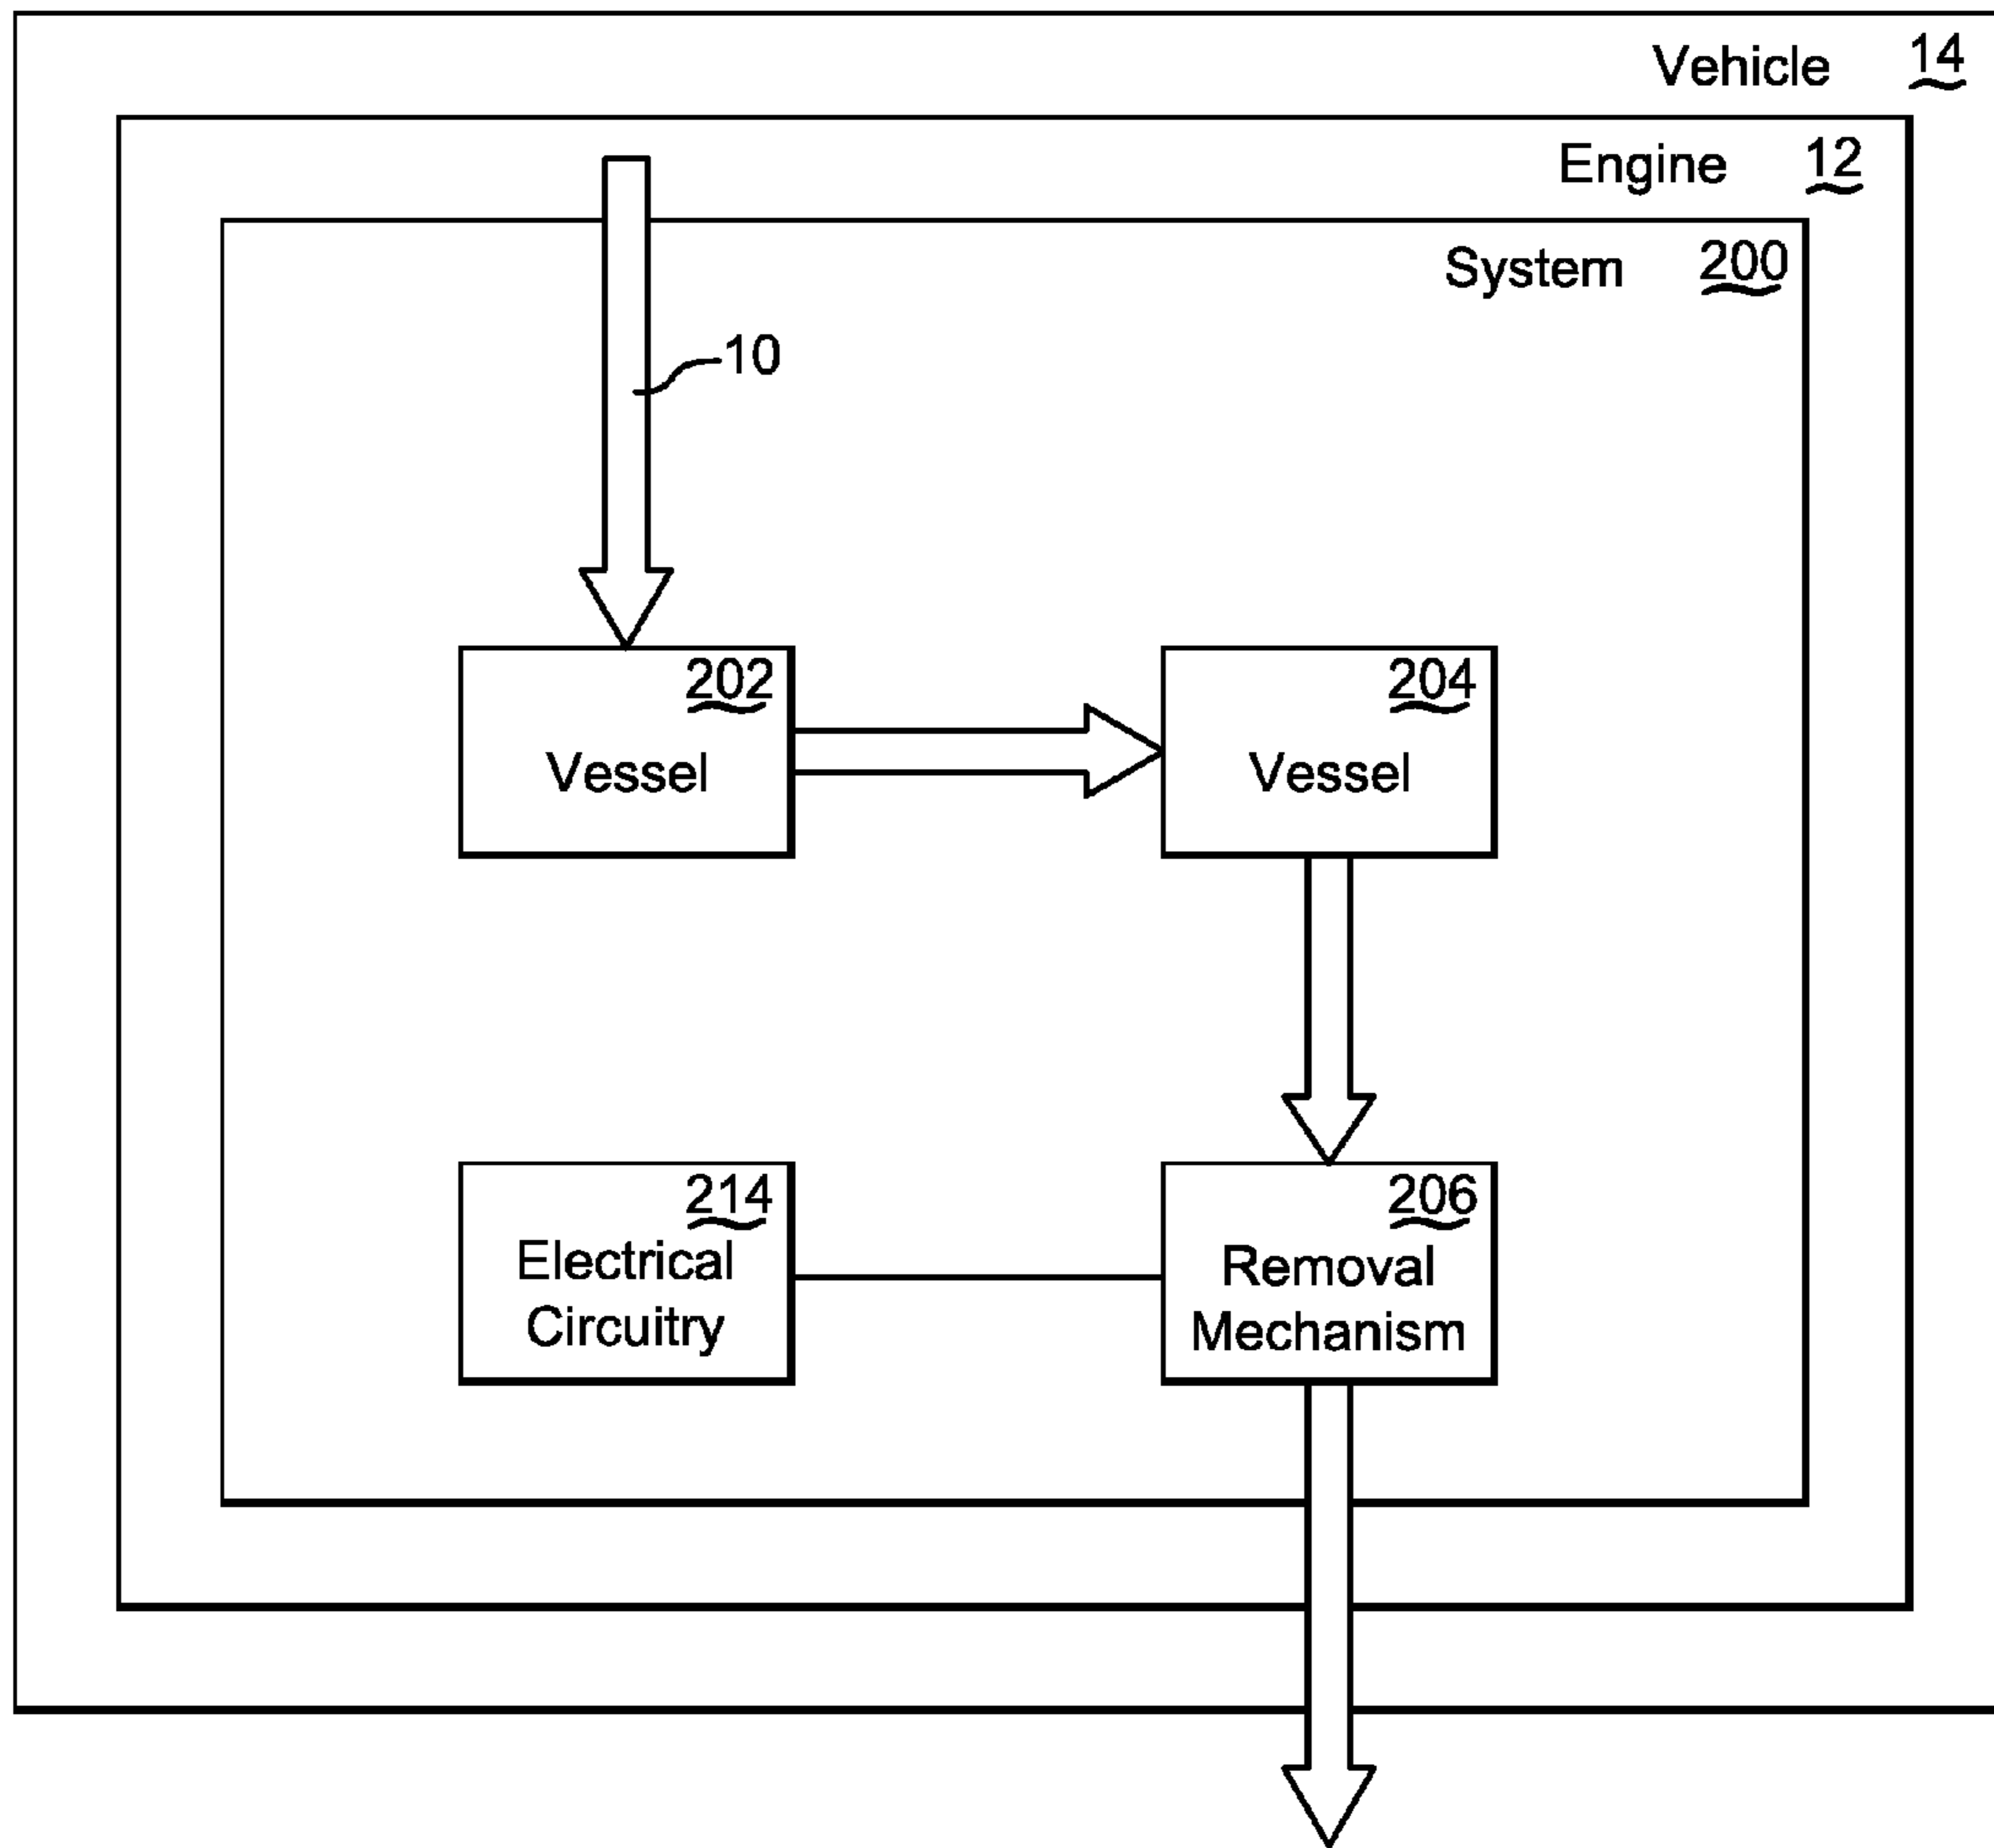 Vehicle 14
Engine 12
System 200
10
202
Vessel
204
Vessel
214
Electrical
Circuitry
206
Removal
Mechanism